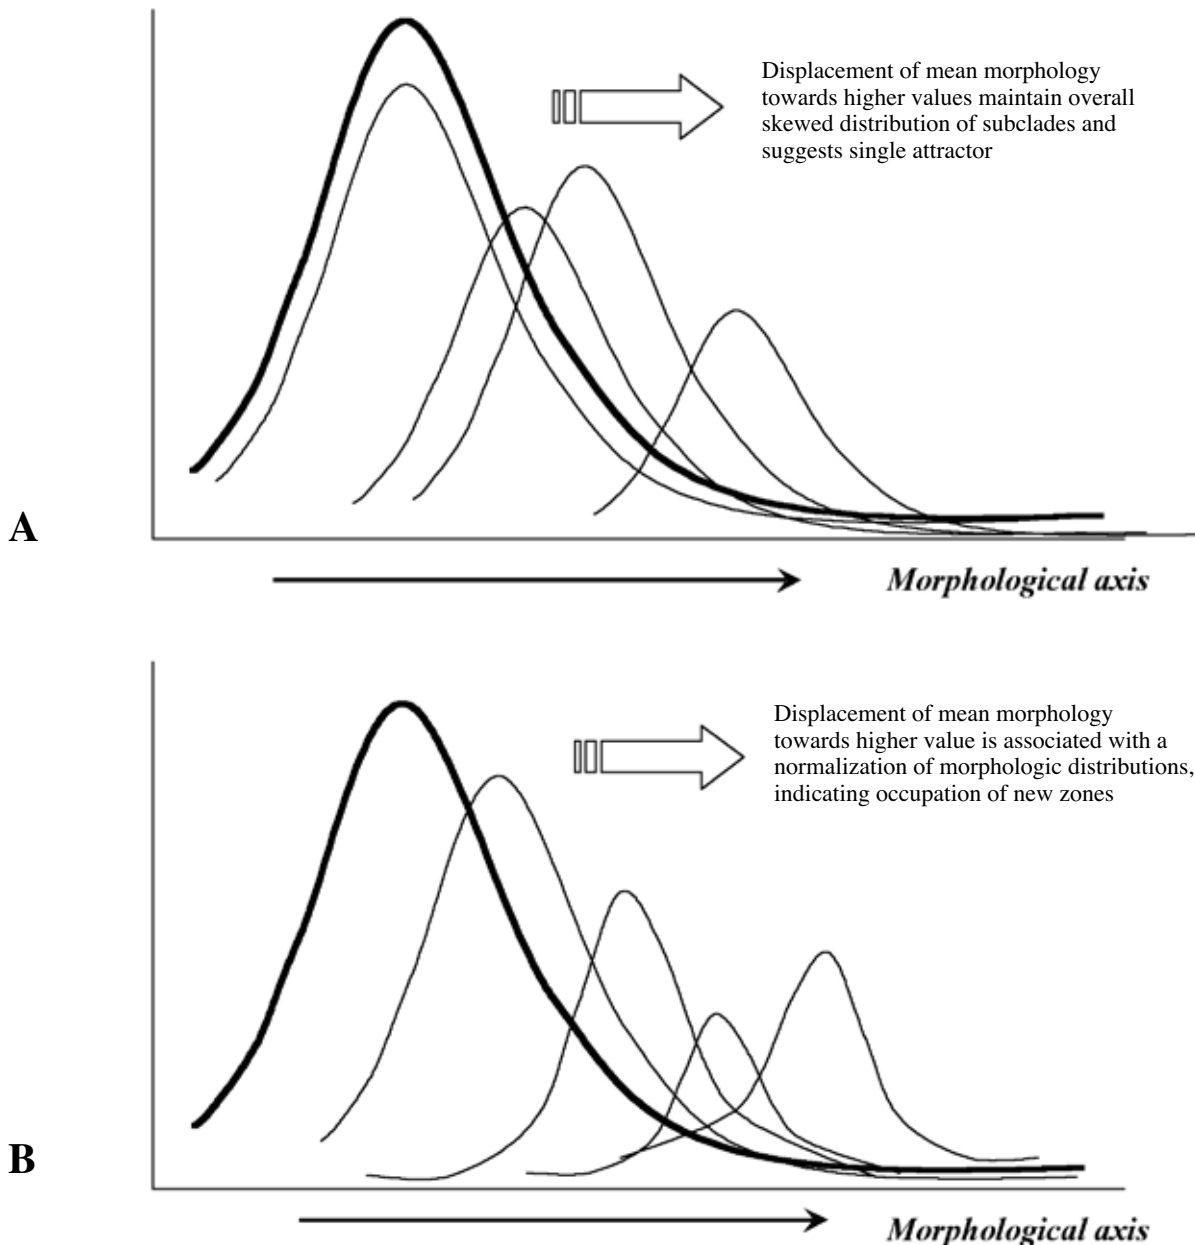 Displacement of mean morphology
towards higher values maintain overall
skewed distribution of subclades and
suggests single attractor
A
Morphological axis
Displacement of mean morphology
towards higher value is associated with a
normalization of morphologic distributions,
indicating occupation of new zones
B
Morphological axis